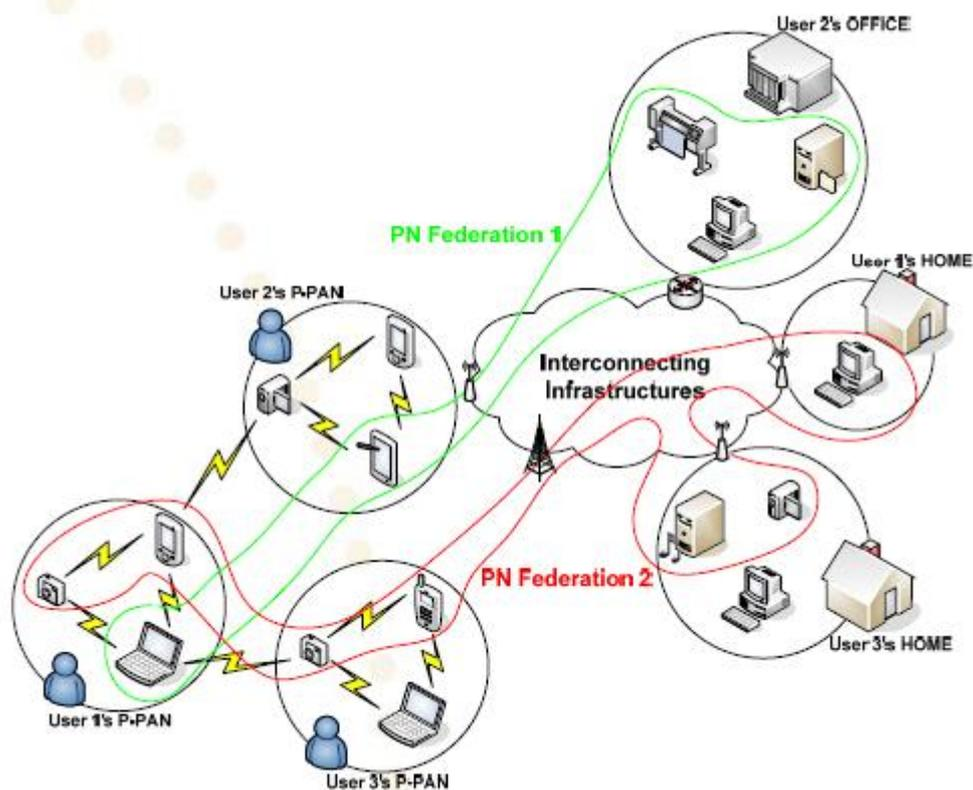 User 2's OFFICE
PN Federation 1
User 1's HOME
User 2's P-PAN
Interconnecting
Infrastructures
PN Federation 2
User 3's HOME
User 1's P-PAN
User 3's P-PAN